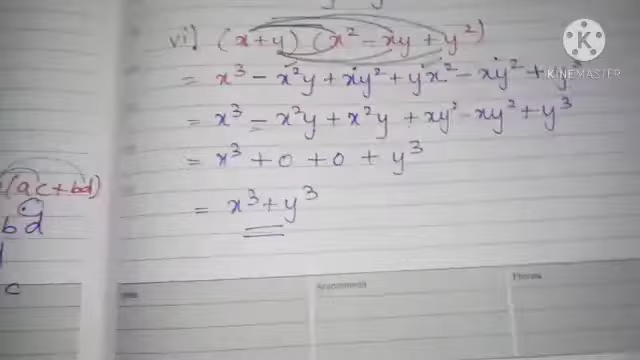 vi) (x+y) (x² - xy + y²)
= x³ - x²y + xy² + yx² - xy² + y³
= x³ - x²y + x²y + xy² - xy² + y³
= x³ + 0 + 0 + y³
= x³ + y³
(ac+bd)
bd
c
KINEMASTER